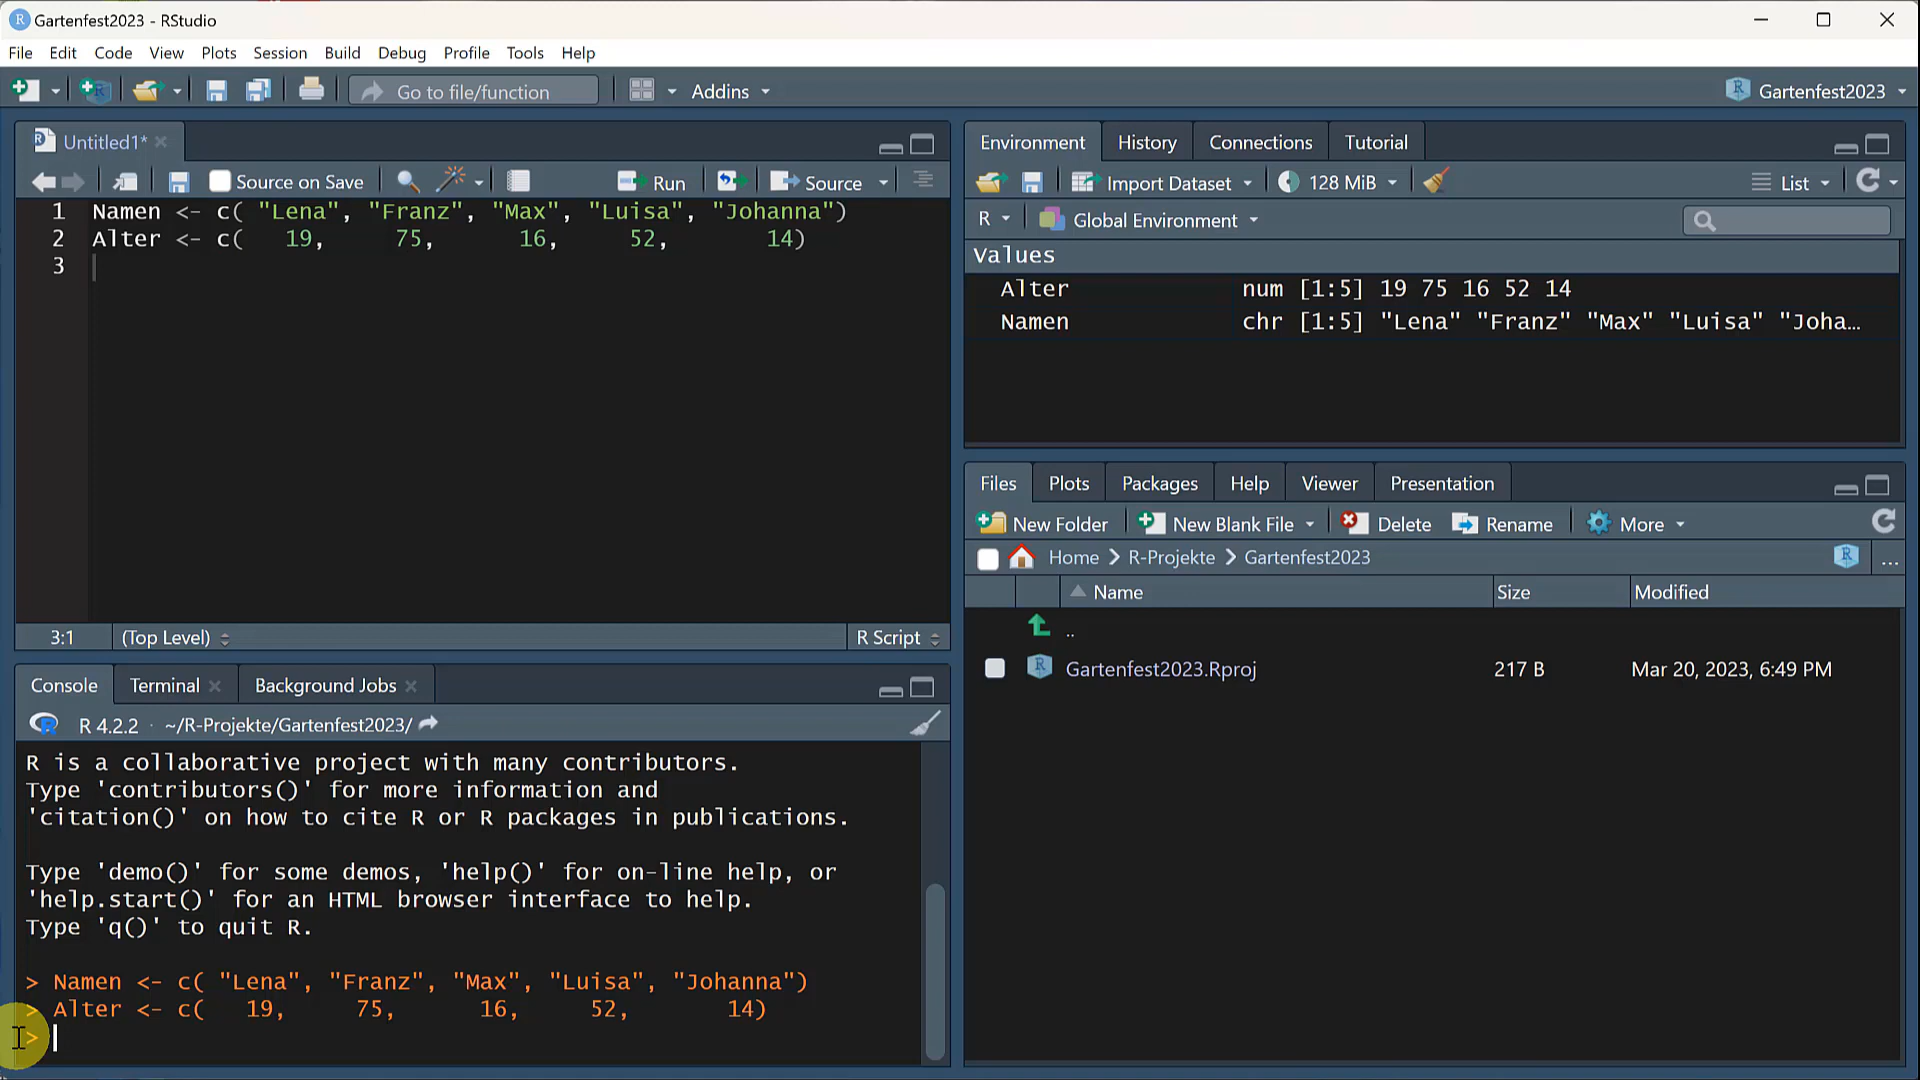 Gartenfest2023 - RStudio
File Edit Code View Plots Session Build Debug Profile Tools Help
Go to file/function Addins Gartenfest2023
Untitled1*
Source on Save Run Source
1 Namen <- c( "Lena", "Franz", "Max", "Luisa", "Johanna")
2 Alter <- c( 19, 75, 16, 52, 14)
3
3:1 (Top Level) R Script
Console Terminal Background Jobs
R 4.2.2 · ~/R-Projekte/Gartenfest2023/
R is a collaborative project with many contributors.
Type 'contributors()' for more information and
'citation()' on how to cite R or R packages in publications.
Type 'demo()' for some demos, 'help()' for on-line help, or
'help.start()' for an HTML browser interface to help.
Type 'q()' to quit R.
> Namen <- c( "Lena", "Franz", "Max", "Luisa", "Johanna")
> Alter <- c( 19, 75, 16, 52, 14)
>
Environment History Connections Tutorial
Import Dataset 128 MiB List
R Global Environment
Values
Alter num [1:5] 19 75 16 52 14
Namen chr [1:5] "Lena" "Franz" "Max" "Luisa" "Joha…
Files Plots Packages Help Viewer Presentation
New Folder New Blank File Delete Rename More
Home R-Projekte Gartenfest2023 ...
Name Size Modified
..
Gartenfest2023.Rproj 217 B Mar 20, 2023, 6:49 PM